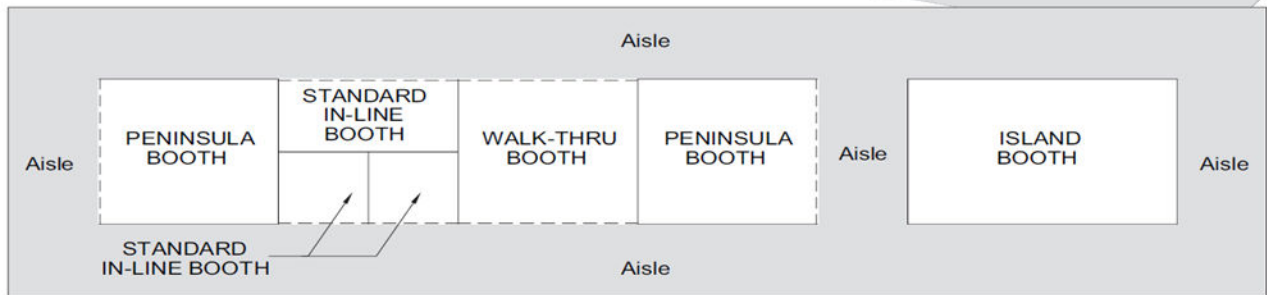 Aisle
STANDARD
IN-LINE
BOOTH
PENINSULA
BOOTH
WALK-THRU
BOOTH
PENINSULA
BOOTH
ISLAND
BOOTH
Aisle
Aisle
Aisle
STANDARD
IN-LINE BOOTH
Aisle